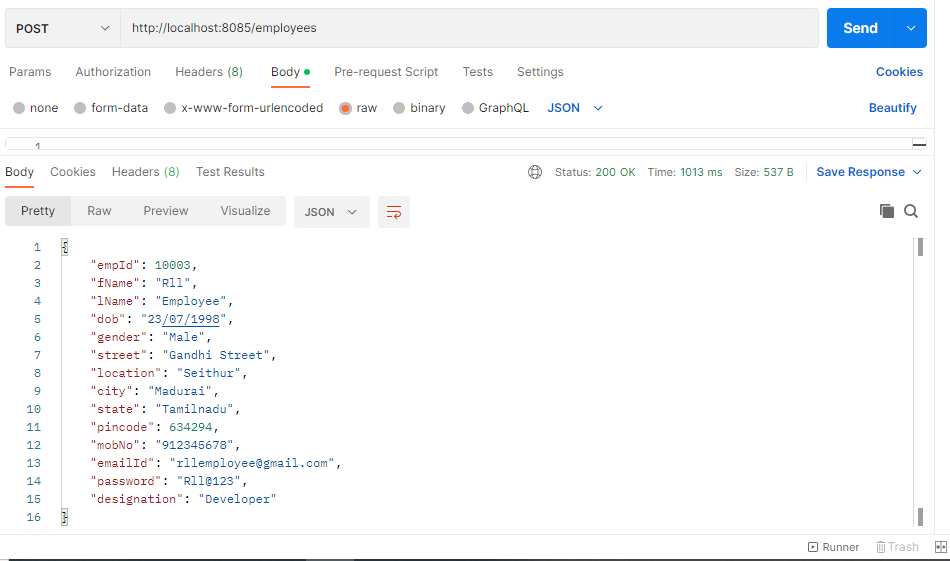 POST http://localhost:8085/employees Send
Params Authorization Headers (8) Body Pre-request Script Tests Settings Cookies
none form-data x-www-form-urlencoded raw binary GraphQL JSON Beautify
1
Body Cookies Headers (8) Test Results Status: 200 OK Time: 1013 ms Size: 537 B Save Response
Pretty Raw Preview Visualize JSON
1 {
2 "empId": 10003,
3 "fName": "Rll",
4 "lName": "Employee",
5 "dob": "23/07/1998",
6 "gender": "Male",
7 "street": "Gandhi Street",
8 "location": "Seithur",
9 "city": "Madurai",
10 "state": "Tamilnadu",
11 "pincode": 634294,
12 "mobNo": "912345678",
13 "emailId": "rllemployee@gmail.com",
14 "password": "Rll@123",
15 "designation": "Developer"
16 }
Runner Trash